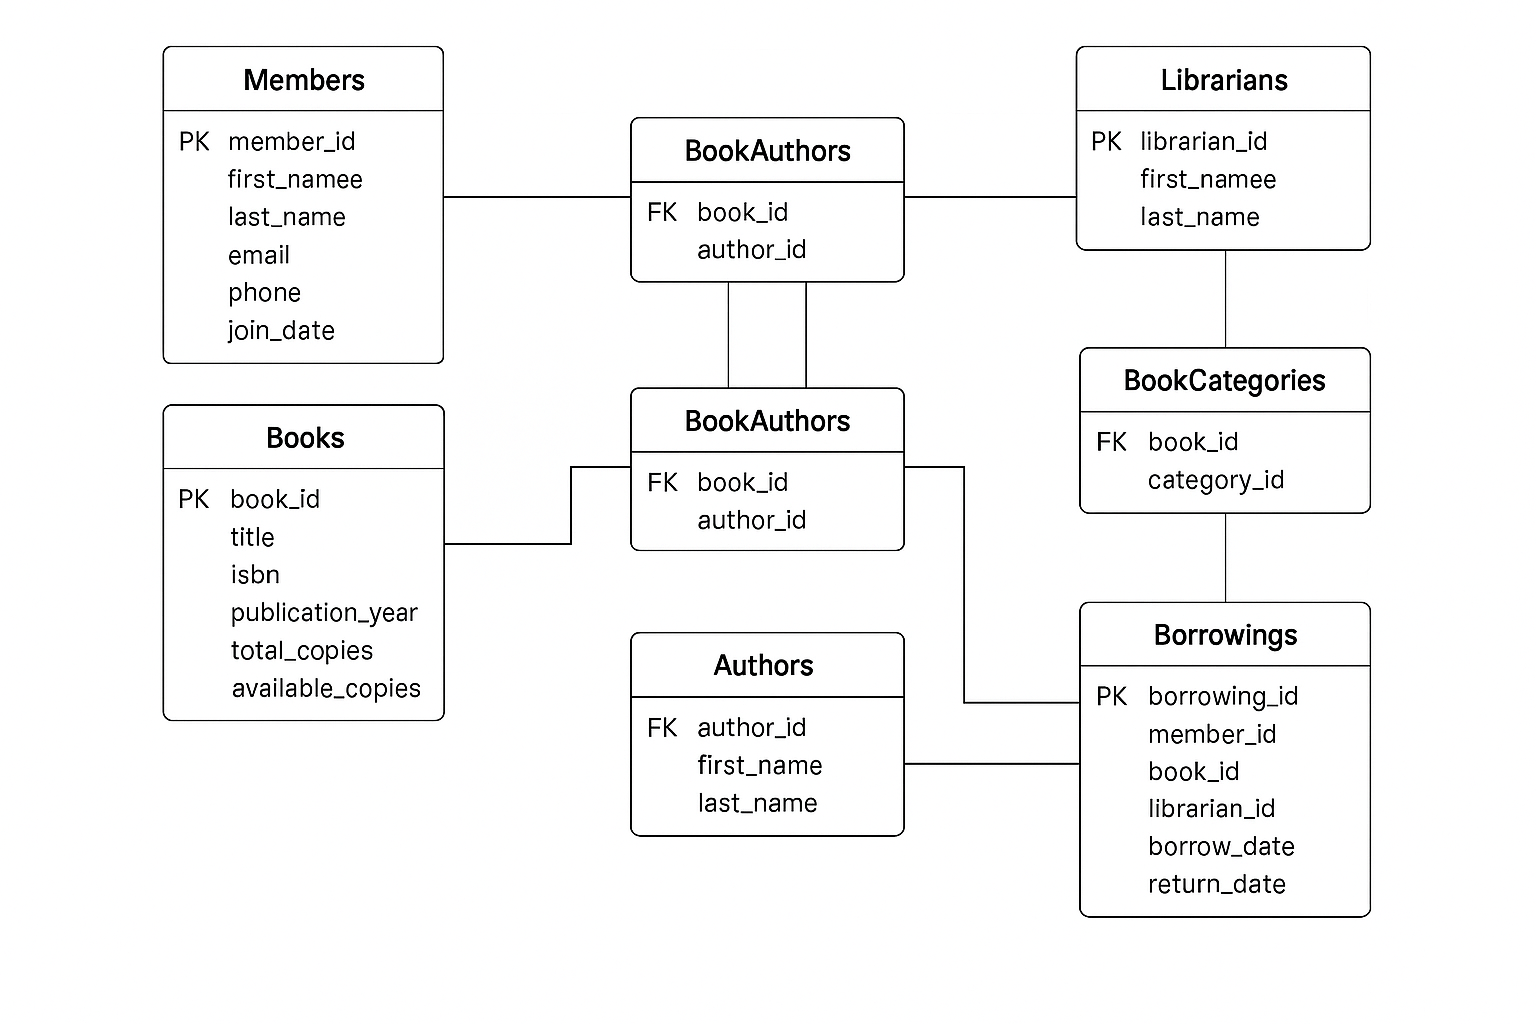 Members
PK member_id
first_namee
last_name
email
phone
join_date
Books
PK book_id
title
isbn
publication_year
total_copies
available_copies
BookAuthors
FK book_id
author_id
BookAuthors
FK book_id
author_id
Authors
FK author_id
first_name
last_name
Librarians
PK librarian_id
first_namee
last_name
BookCategories
FK book_id
category_id
Borrowings
PK borrowing_id
member_id
book_id
librarian_id
borrow_date
return_date